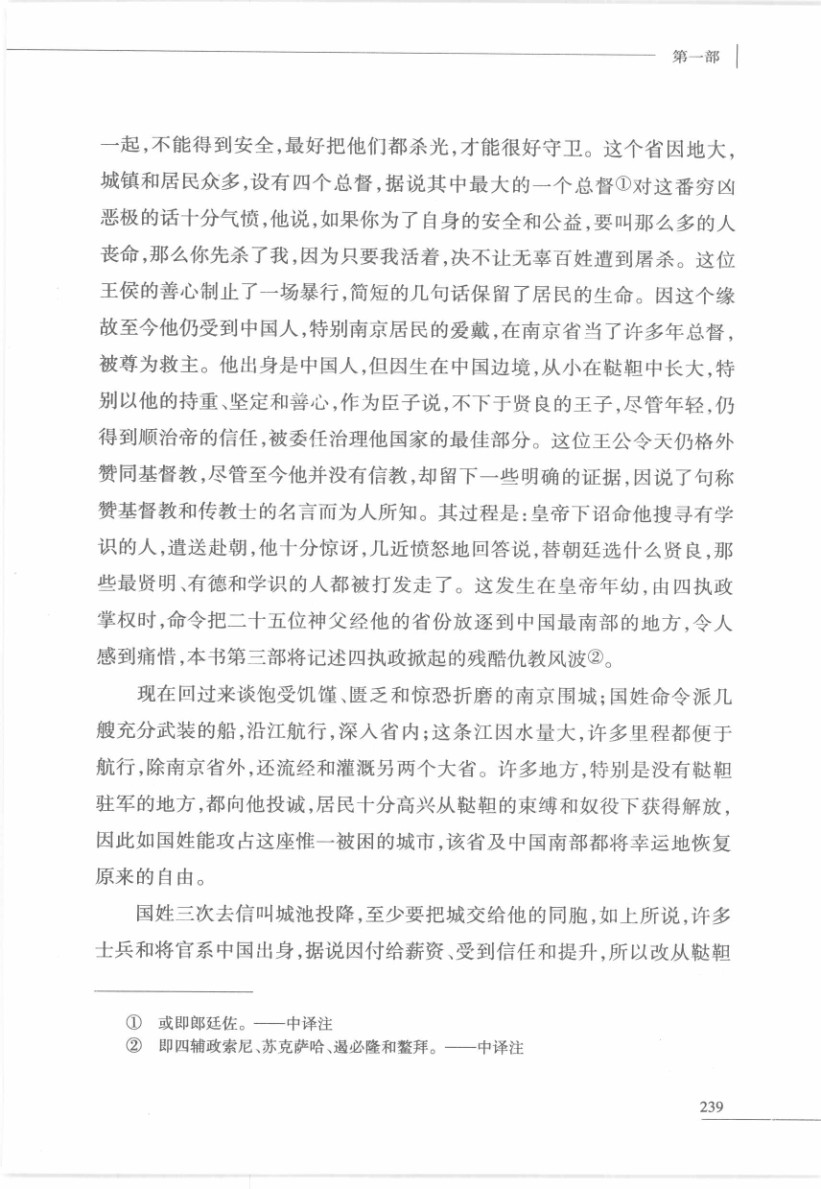 第一部
一起,不能得到安全,最好把他们都杀光,才能很好守卫。这个省因地大,
城镇和居民众多,设有四个总督,据说其中最大的一个总督①对这番穷凶
恶极的话十分气愤,他说,如果你为了自身的安全和公益,要叫那么多的人
丧命,那么你先杀了我,因为只要我活着,决不让无辜百姓遭到屠杀。这位
王侯的善心制止了一场暴行,简短的几句话保留了居民的生命。因这个缘
故至今他仍受到中国人,特别南京居民的爱戴,在南京省当了许多年总督,
被尊为救主。他出身是中国人,但因生在中国边境,从小在鞑靼中长大,特
别以他的持重、坚定和善心,作为臣子说,不下于贤良的王子,尽管年轻,仍
得到顺治帝的信任,被委任治理他国家的最佳部分。这位王公令天仍格外
赞同基督教,尽管至今他并没有信教,却留下一些明确的证据,因说了句称
赞基督教和传教士的名言而为人所知。其过程是:皇帝下诏命他搜寻有学
识的人,遣送赴朝,他十分惊讶,几近愤怒地回答说,替朝廷选什么贤良,那
些最贤明、有德和学识的人都被打发走了。这发生在皇帝年幼,由四执政
掌权时,命令把二十五位神父经他的省份放逐到中国最南部的地方,令人
感到痛惜,本书第三部将记述四执政掀起的残酷仇教风波②。
现在回过来谈饱受饥馑、匮乏和惊恐折磨的南京围城;国姓命令派几
艘充分武装的船,沿江航行,深入省内;这条江因水量大,许多里程都便于
航行,除南京省外,还流经和灌溉另两个大省。许多地方,特别是没有鞑靼
驻军的地方,都向他投诚,居民十分高兴从鞑靼的束缚和奴役下获得解放,
因此如国姓能攻占这座惟一被困的城市,该省及中国南部都将幸运地恢复
原来的自由。
国姓三次去信叫城池投降,至少要把城交给他的同胞,如上所说,许多
士兵和将官系中国出身,据说因付给薪资、受到信任和提升,所以改从鞑靼
① 或即郎廷佐。——中译注
② 即四辅政索尼、苏克萨哈、遏必隆和鳌拜。——中译注
239